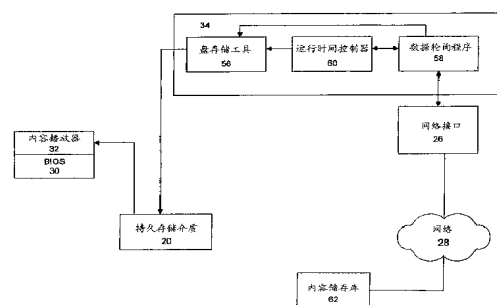 34
盘存储工具
56
运行时间控制器
60
数据轮询程序
58
网络接口
26
内容播放器
32
BIOS
30
持久存储介质
20
网络
28
内容储存库
62